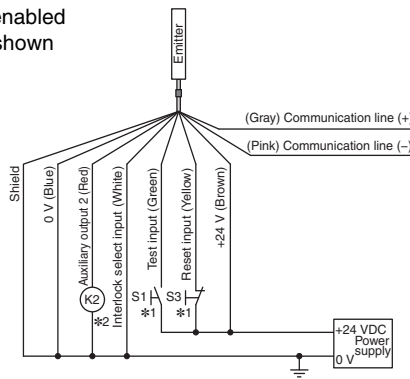 enabled
shown
Emitter
(Gray) Communication line (+)
(Pink) Communication line (−)
Shield
0 V (Blue)
Auxiliary output 2 (Red)
Interlock select input (White)
Test input (Green)
Reset input (Yellow)
+24 V (Brown)
K2
*2
S1
*1
S3
*1
+24 VDC
Power
supply
0 V